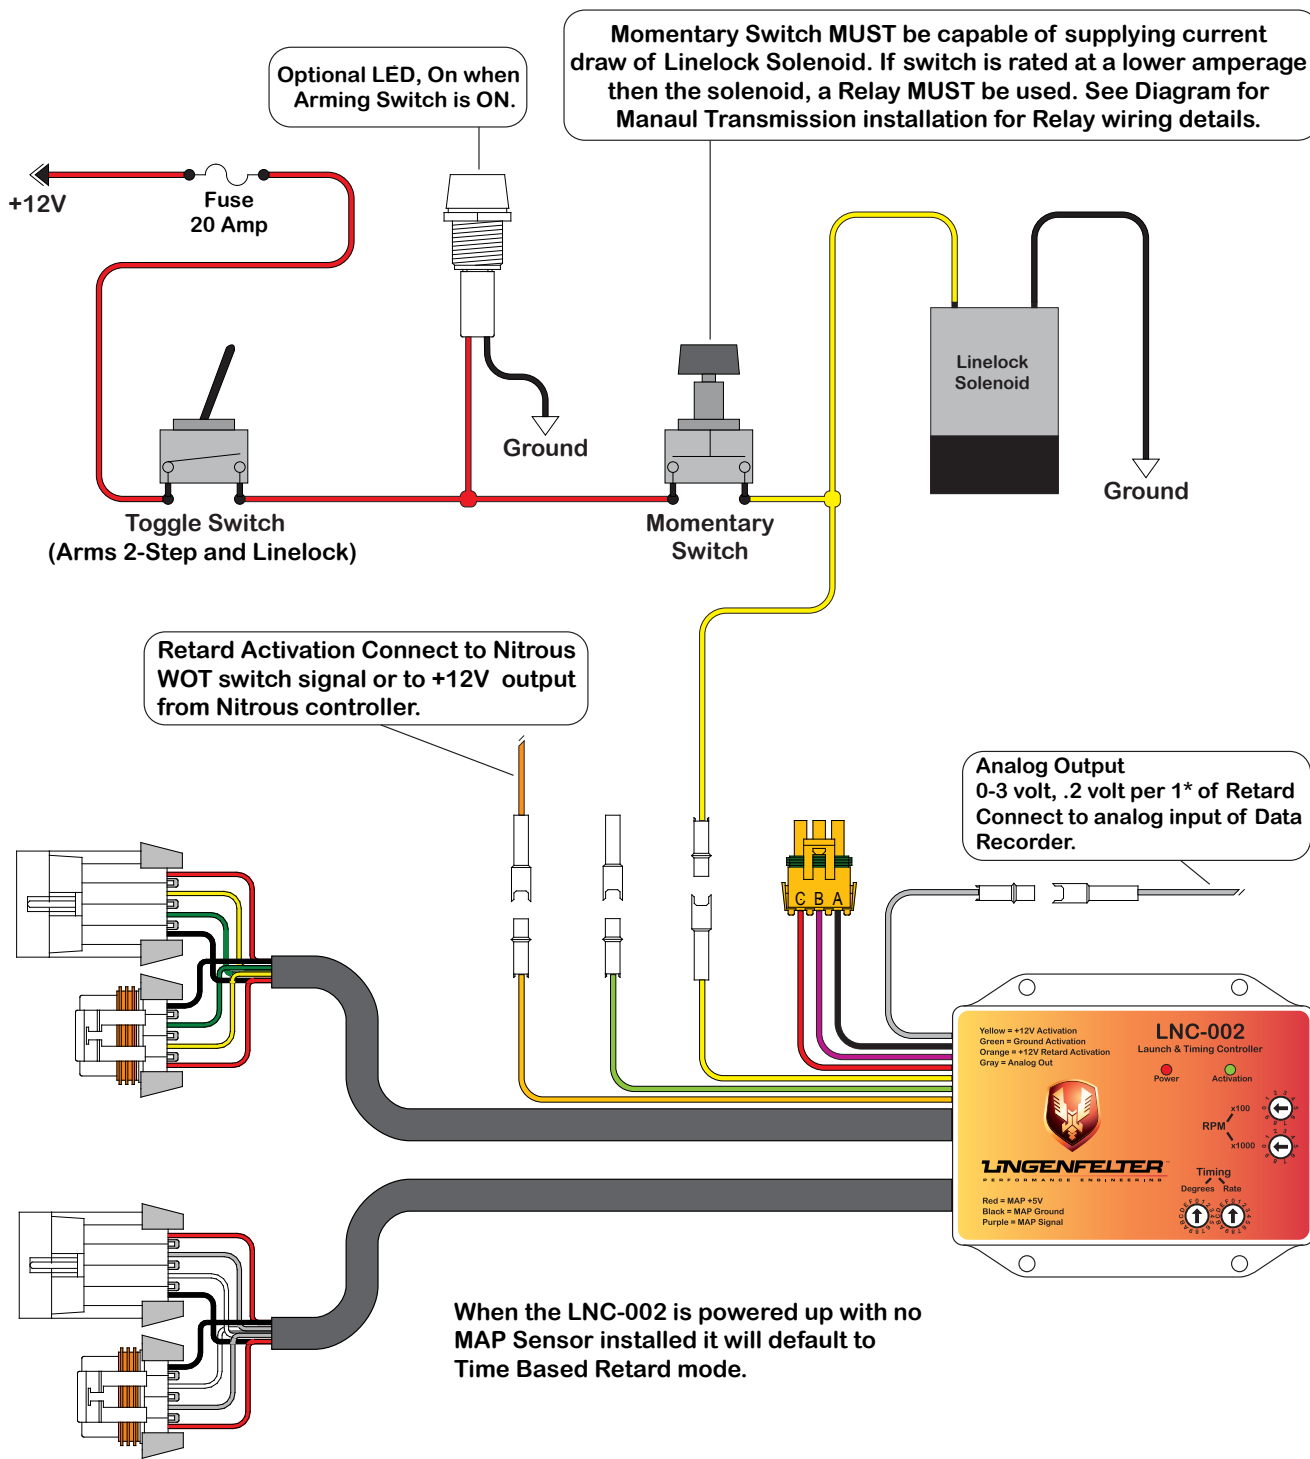 Momentary Switch MUST be capable of supplying current
draw of Linelock Solenoid. If switch is rated at a lower amperage
then the solenoid, a Relay MUST be used. See Diagram for
Manaul Transmission installation for Relay wiring details.
Optional LED, On when
Arming Switch is ON.
+12V
Fuse
20 Amp
Linelock
Solenoid
Ground
Ground
Toggle Switch
(Arms 2-Step and Linelock)
Momentary
Switch
Retard Activation Connect to Nitrous
WOT switch signal or to +12V output
from Nitrous controller.
Analog Output
0-3 volt, .2 volt per 1* of Retard
Connect to analog input of Data
Recorder.
C B A
Yellow = +12V Activation
Green = Ground Activation
Orange = +12V Retard Activation
Gray = Analog Out
LNC-002
Launch & Timing Controller
Power
Activation
x100
RPM
x1000
LINGENFELTER
PERFORMANCE ENGINEERING
Timing
Degrees Rate
Red = MAP +5V
Black = MAP Ground
Purple = MAP Signal
When the LNC-002 is powered up with no
MAP Sensor installed it will default to
Time Based Retard mode.